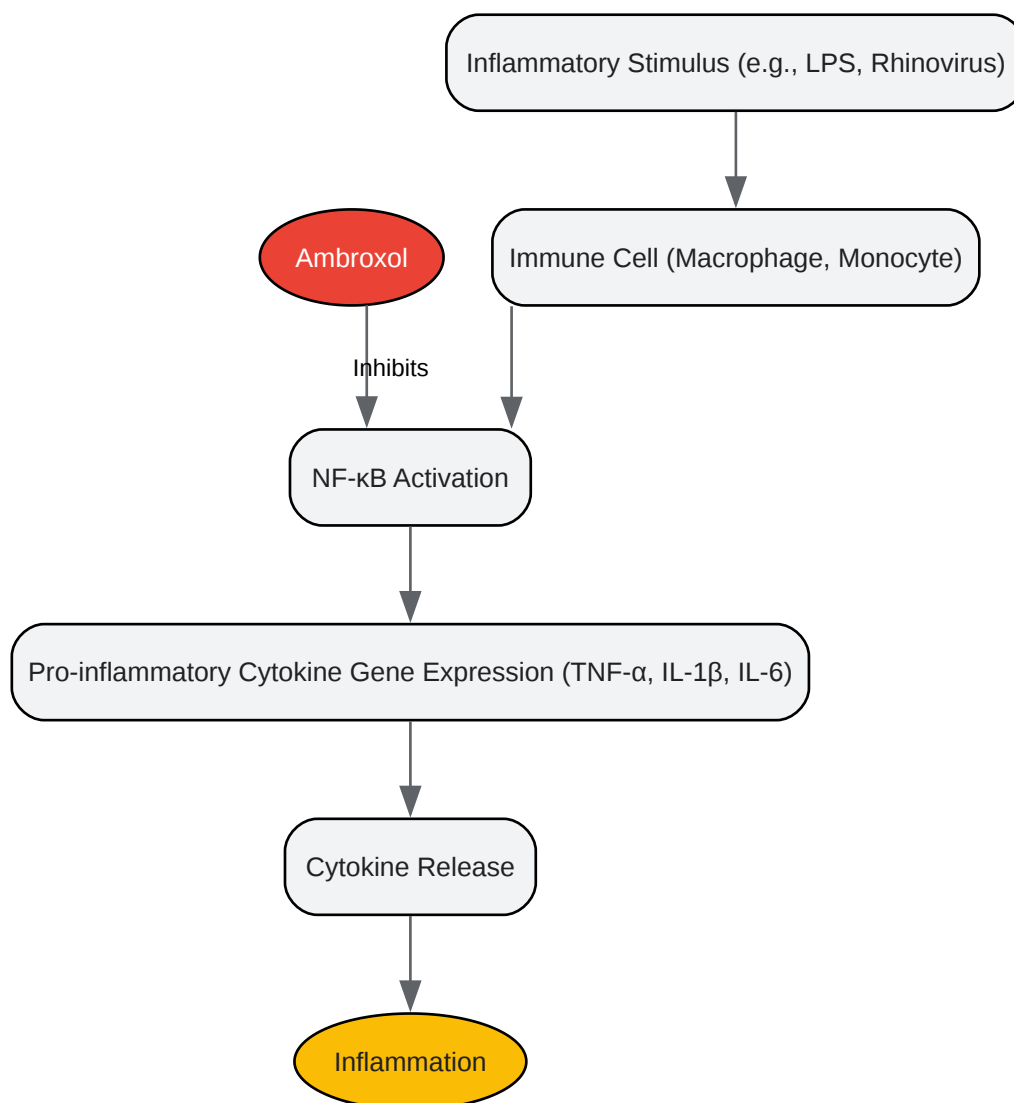 Inflammatory Stimulus (e.g., LPS, Rhinovirus)
Ambroxol
Immune Cell (Macrophage, Monocyte)
Inhibits
NF-κB Activation
Pro-inflammatory Cytokine Gene Expression (TNF-α, IL-1β, IL-6)
Cytokine Release
Inflammation